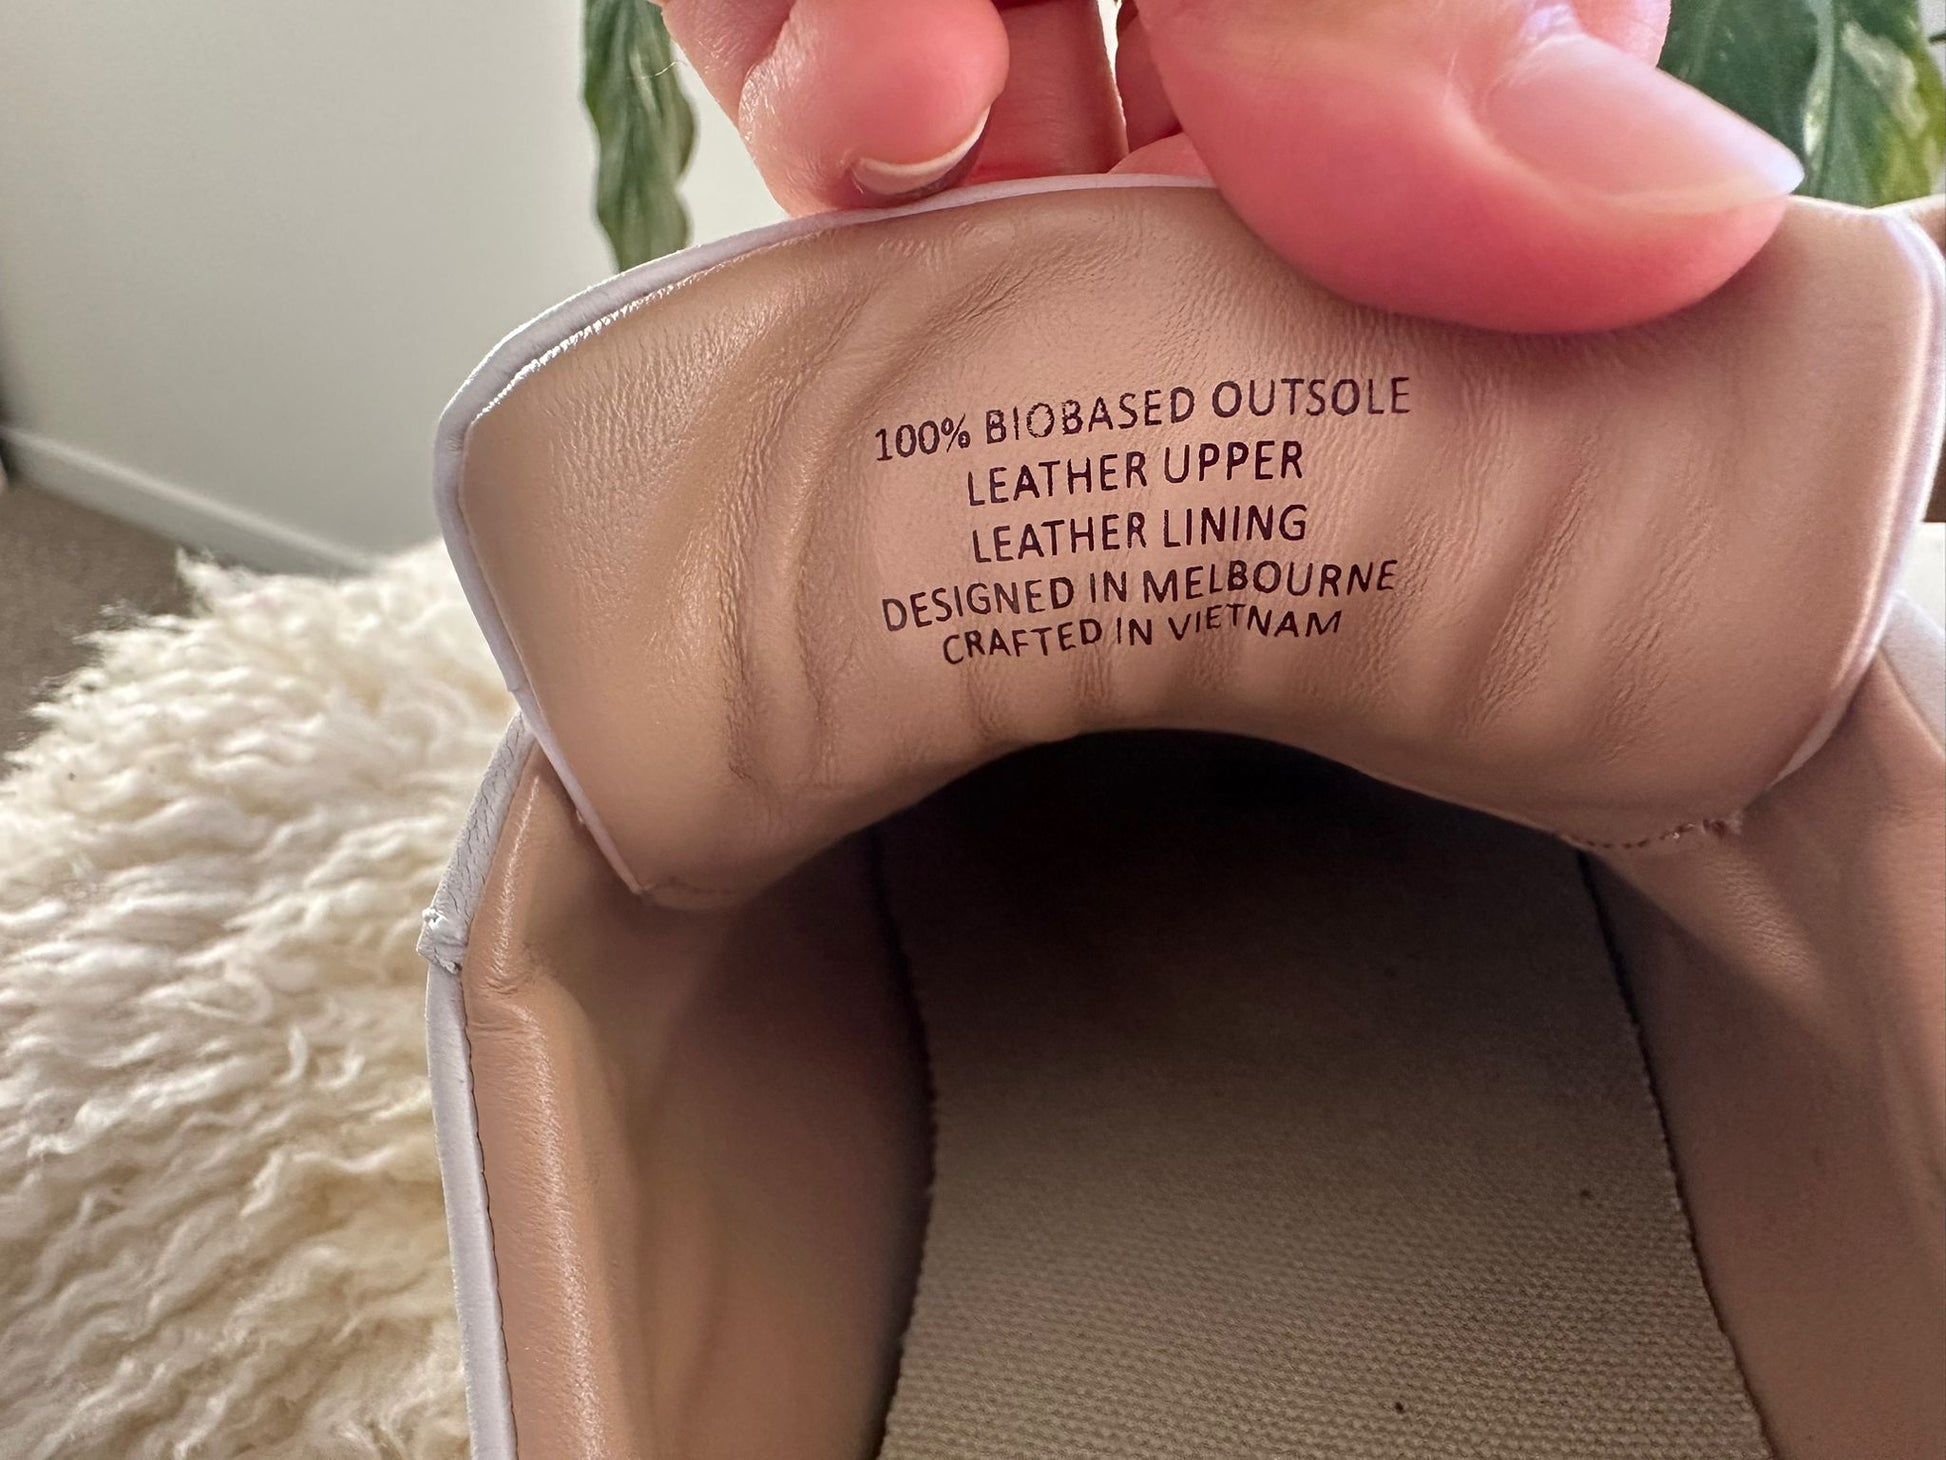 100% BIOBASED OUTSOLE
LEATHER UPPER
LEATHER LINING
DESIGNED IN MELBOURNE
CRAFTED IN VIETNAM